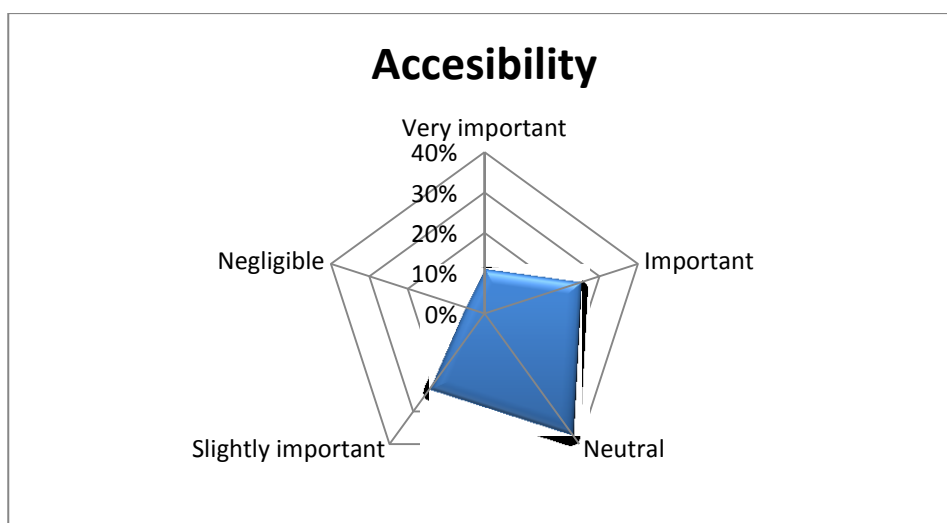 Accesibility
Very important
40%
30%
20%
10%
0%
Negligible
Important
Slightly important
Neutral